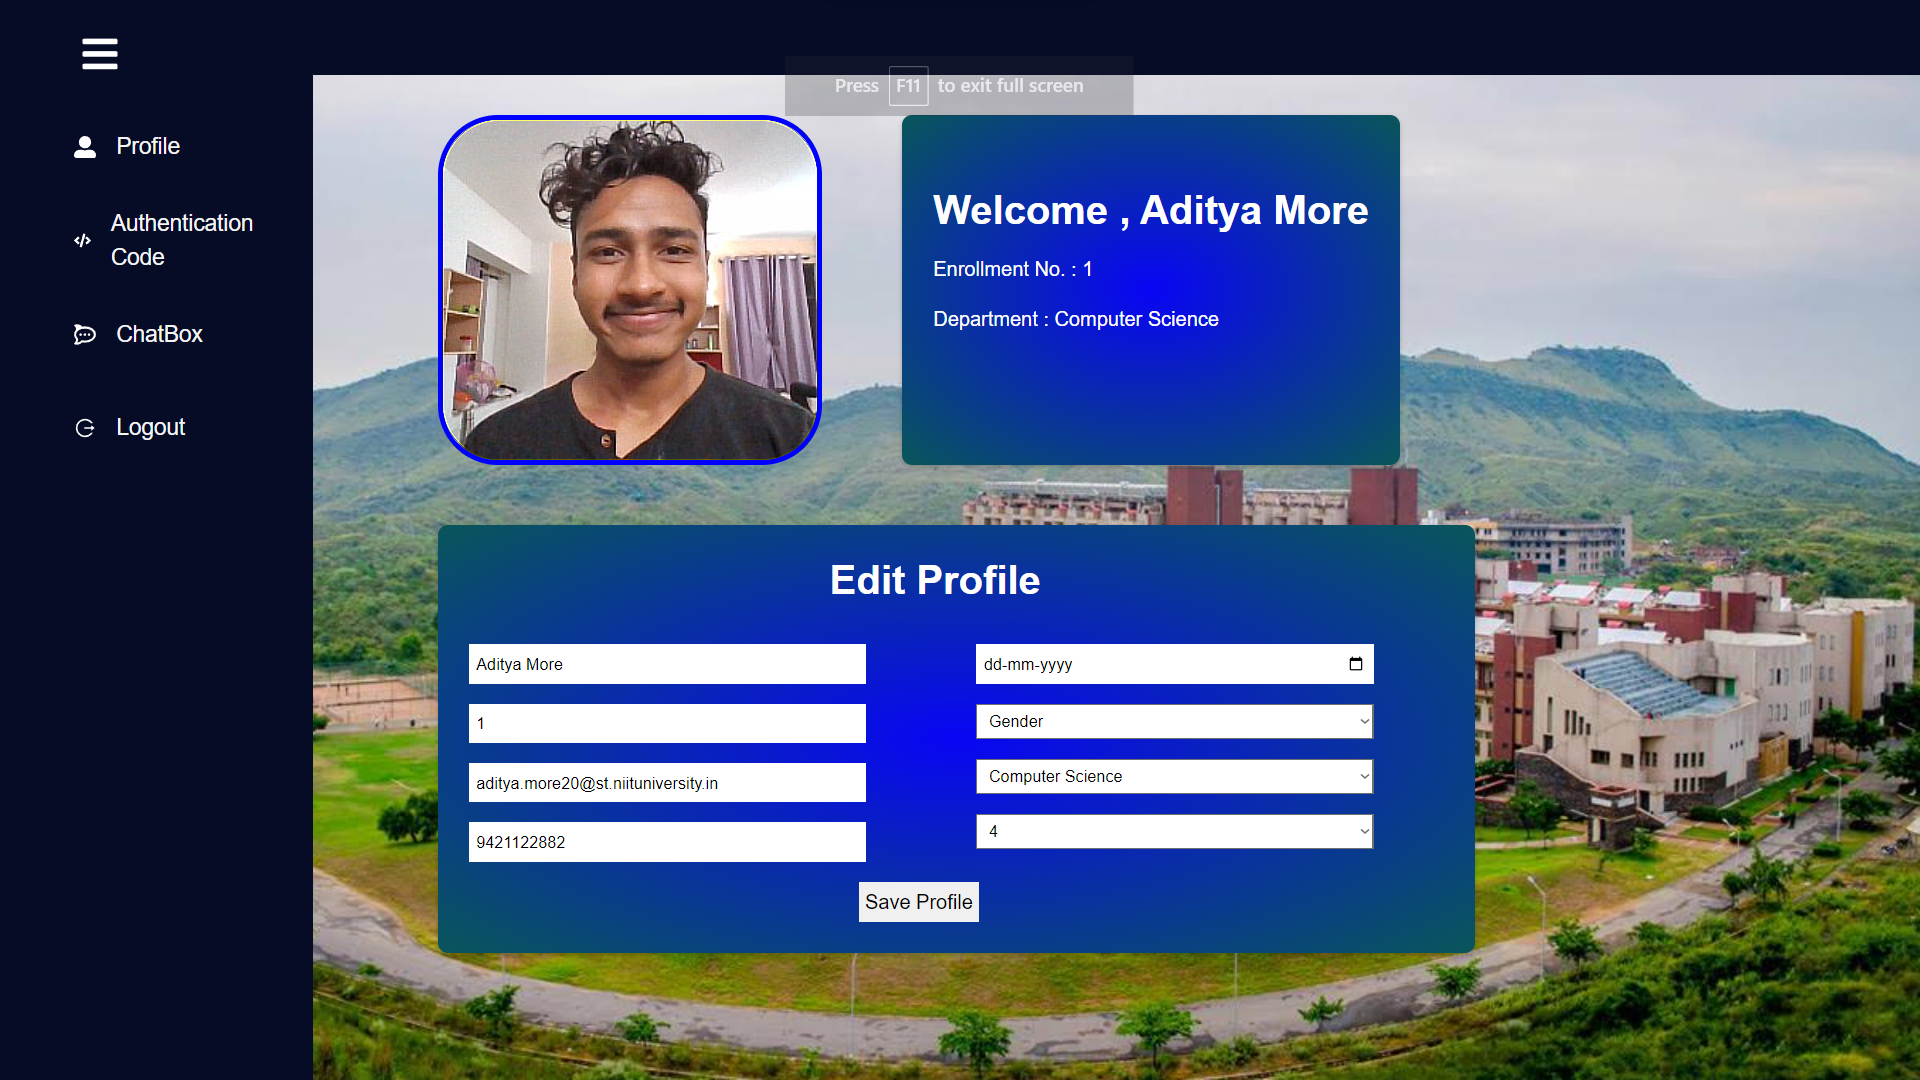 Press F11 to exit full screen
Profile
Authentication
Code
ChatBox
Logout
Welcome , Aditya More
Enrollment No. : 1
Department : Computer Science
Edit Profile
Aditya More
1
aditya.more20@st.niituniversity.in
9421122882
dd-mm-yyyy
Gender
Computer Science
4
Save Profile